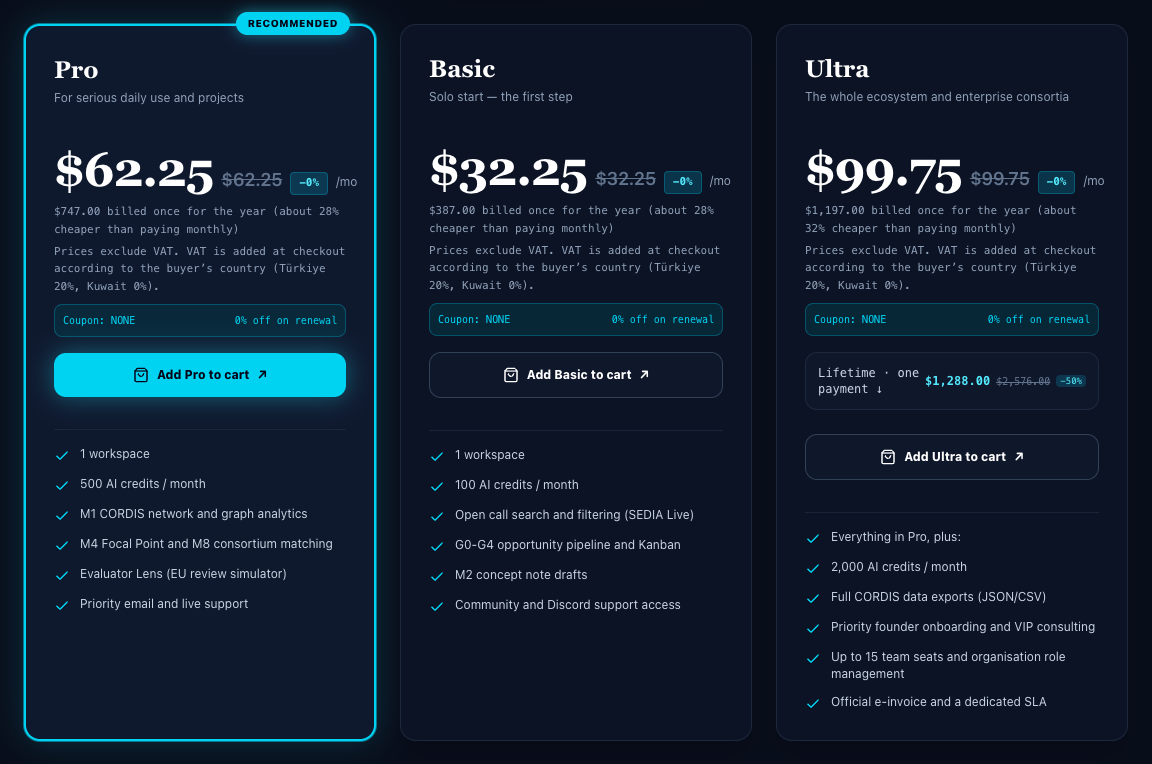 RECOMMENDED
Pro
For serious daily use and projects
$62.25 $62.25 −0% /mo
$747.00 billed once for the year (about 28%
cheaper than paying monthly)
Prices exclude VAT. VAT is added at checkout
according to the buyer’s country (Türkiye
20%, Kuwait 0%).
Coupon: NONE 0% off on renewal
Add Pro to cart ↗
1 workspace
500 AI credits / month
M1 CORDIS network and graph analytics
M4 Focal Point and M8 consortium matching
Evaluator Lens (EU review simulator)
Priority email and live support
Basic
Solo start — the first step
$32.25 $32.25 −0% /mo
$387.00 billed once for the year (about 28%
cheaper than paying monthly)
Prices exclude VAT. VAT is added at checkout
according to the buyer’s country (Türkiye
20%, Kuwait 0%).
Coupon: NONE 0% off on renewal
Add Basic to cart ↗
1 workspace
100 AI credits / month
Open call search and filtering (SEDIA Live)
G0-G4 opportunity pipeline and Kanban
M2 concept note drafts
Community and Discord support access
Ultra
The whole ecosystem and enterprise consortia
$99.75 $99.75 −0% /mo
$1,197.00 billed once for the year (about
32% cheaper than paying monthly)
Prices exclude VAT. VAT is added at checkout
according to the buyer’s country (Türkiye
20%, Kuwait 0%).
Coupon: NONE 0% off on renewal
Lifetime · one
payment ↓
$1,288.00 $2,576.00 −50%
Add Ultra to cart ↗
Everything in Pro, plus:
2,000 AI credits / month
Full CORDIS data exports (JSON/CSV)
Priority founder onboarding and VIP consulting
Up to 15 team seats and organisation role
management
Official e-invoice and a dedicated SLA